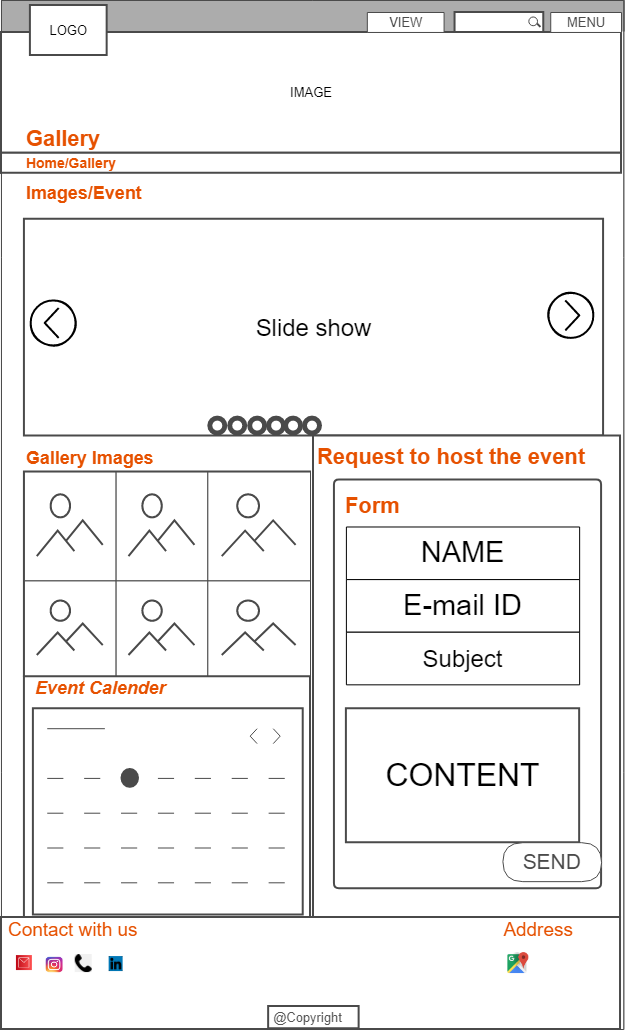 LOGO
VIEW
MENU
IMAGE
Gallery
Home/Gallery
Images/Event
Slide show
Gallery Images
Request to host the event
Form
NAME
E-mail ID
Subject
CONTENT
SEND
Event Calender
Contact with us
Address
@Copyright